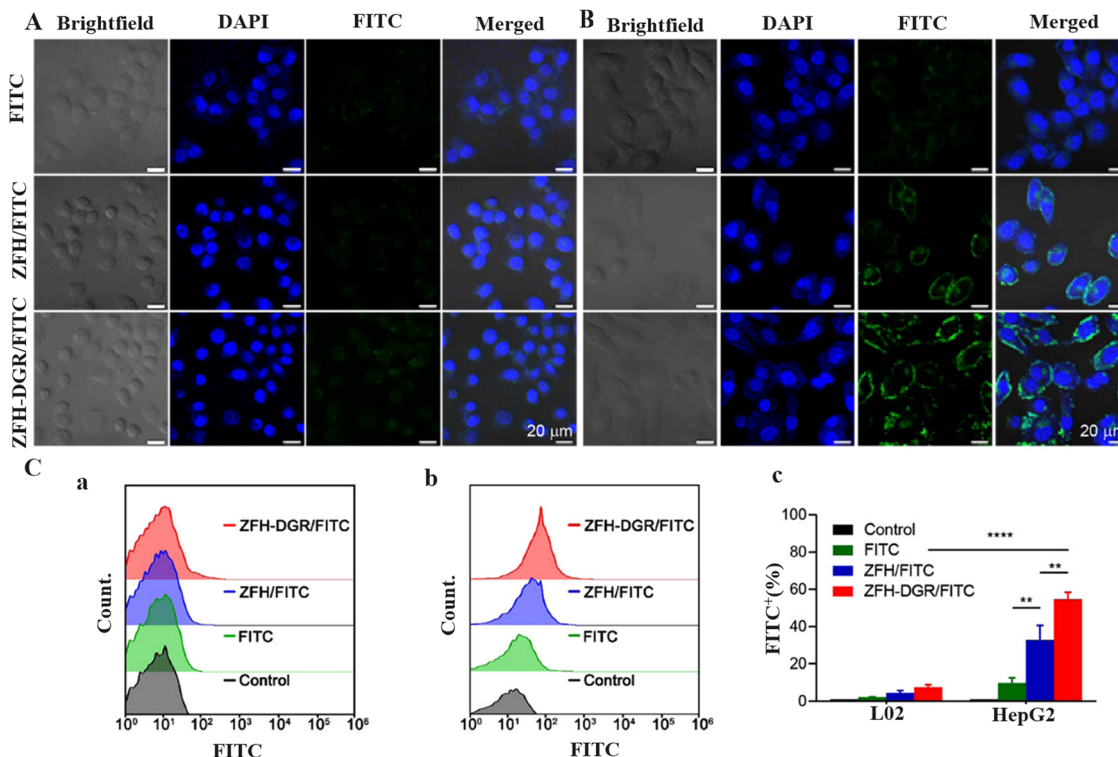 A Brightfield DAPI FITC Merged B Brightfield DAPI FITC Merged
FITC
ZFH/FITC
ZFH-DGR/FITC
20 μm
20 μm
C
a
ZFH-DGR/FITC
ZFH/FITC
FITC
Control
Count.
10⁰ 10¹ 10² 10³ 10⁴ 10⁵ 10⁶
FITC
b
ZFH-DGR/FITC
ZFH/FITC
FITC
Control
Count.
10⁰ 10¹ 10² 10³ 10⁴ 10⁵ 10⁶
FITC
c
100
80
60
40
20
0
FITC⁺(%)
Control
FITC
ZFH/FITC
ZFH-DGR/FITC
****
**
**
L02 HepG2